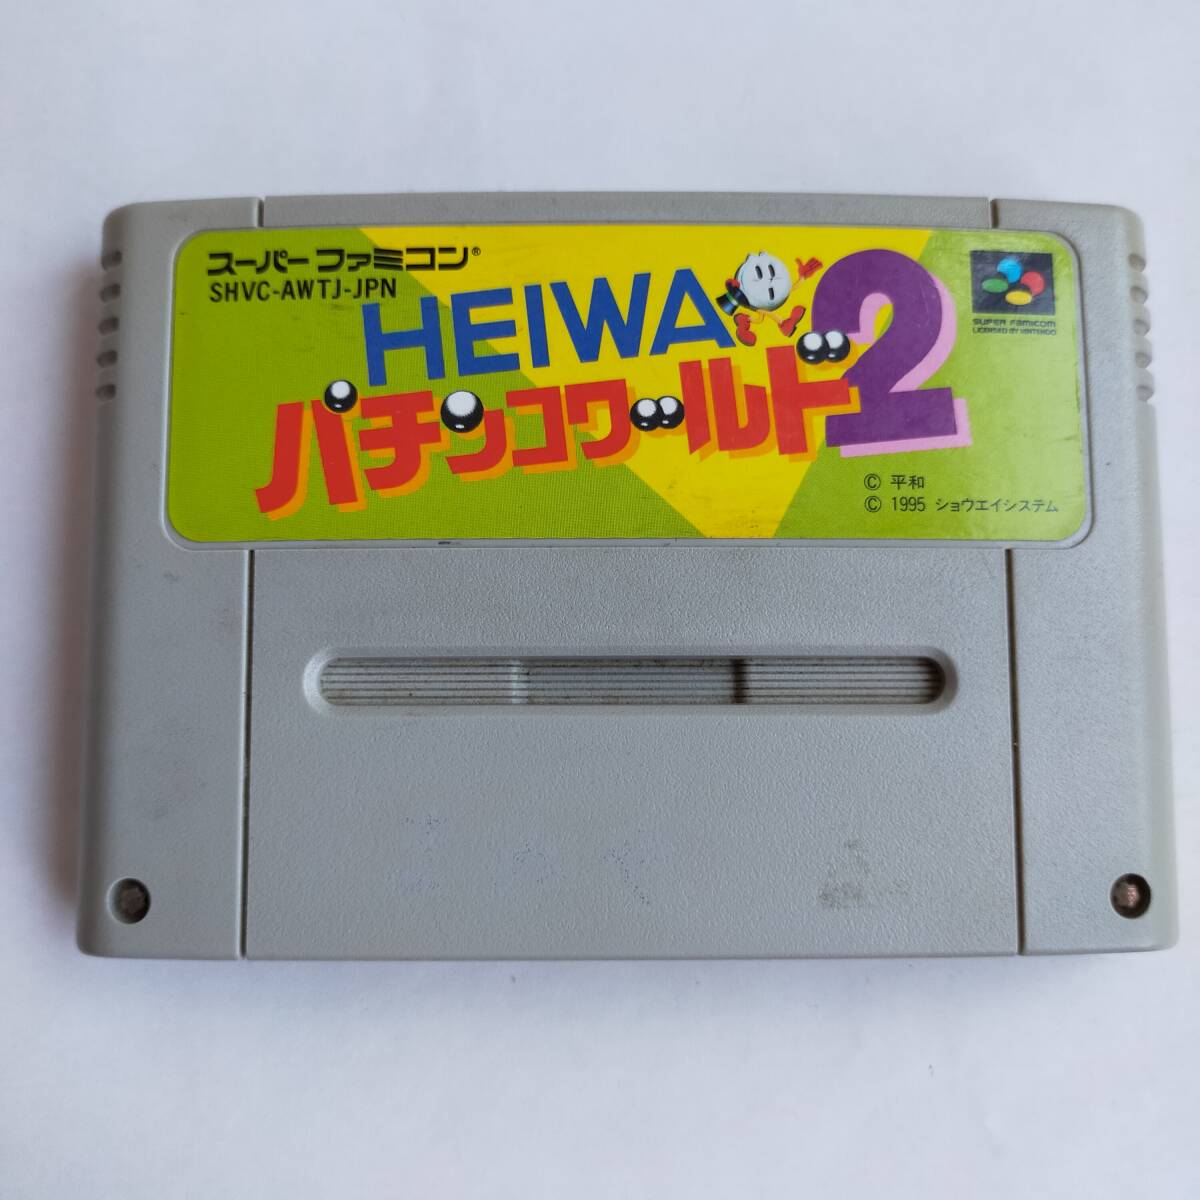 スーパーファミコン®
SHVC-AWTJ-JPN
HEIWA
パチンコワールド2
SUPER FAMICOM
LICENSED BY NINTENDO
© 平和
© 1995 ショウエイシステム